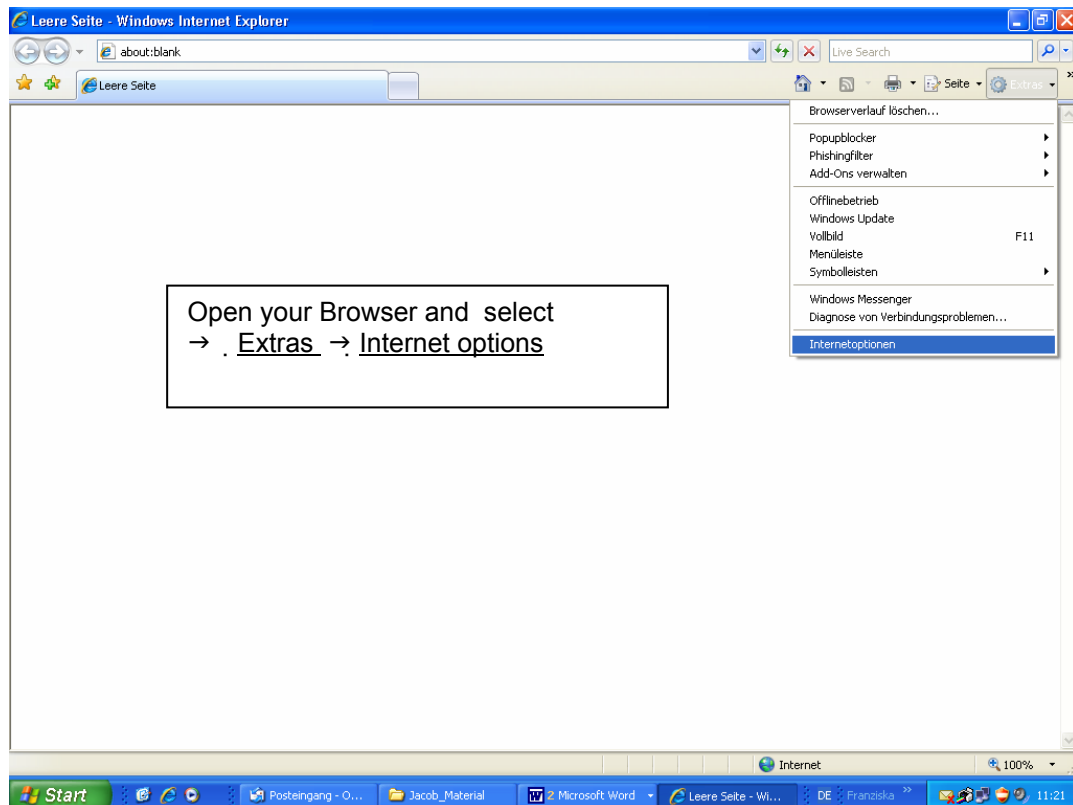 Leere Seite - Windows Internet Explorer
about:blank
Live Search
Leere Seite
Seite
Extras
Browserverlauf löschen...
Popupblocker
Phishingfilter
Add-Ons verwalten
Offlinebetrieb
Windows Update
Vollbild F11
Menüleiste
Symbolleisten
Windows Messenger
Diagnose von Verbindungsproblemen...
Internetoptionen
Open your Browser and select
→ . Extras → Internet options
Internet
100%
Start
Posteingang - O...
Jacob_Material
2 Microsoft Word
Leere Seite - Wi...
DE
Franziska
11:21